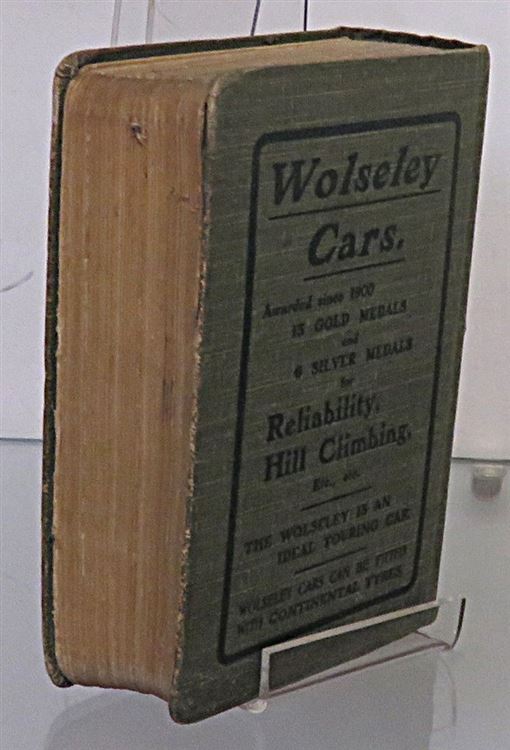 Wolseley
Cars.
Awarded since 1900
13 GOLD MEDALS
and
6 SILVER MEDALS
for
Reliability,
Hill Climbing,
Etc., etc.
THE WOLSELEY IS AN
IDEAL TOURING CAR
WOLSELEY CARS CAN BE FITTED
WITH CONTINENTAL TYRES